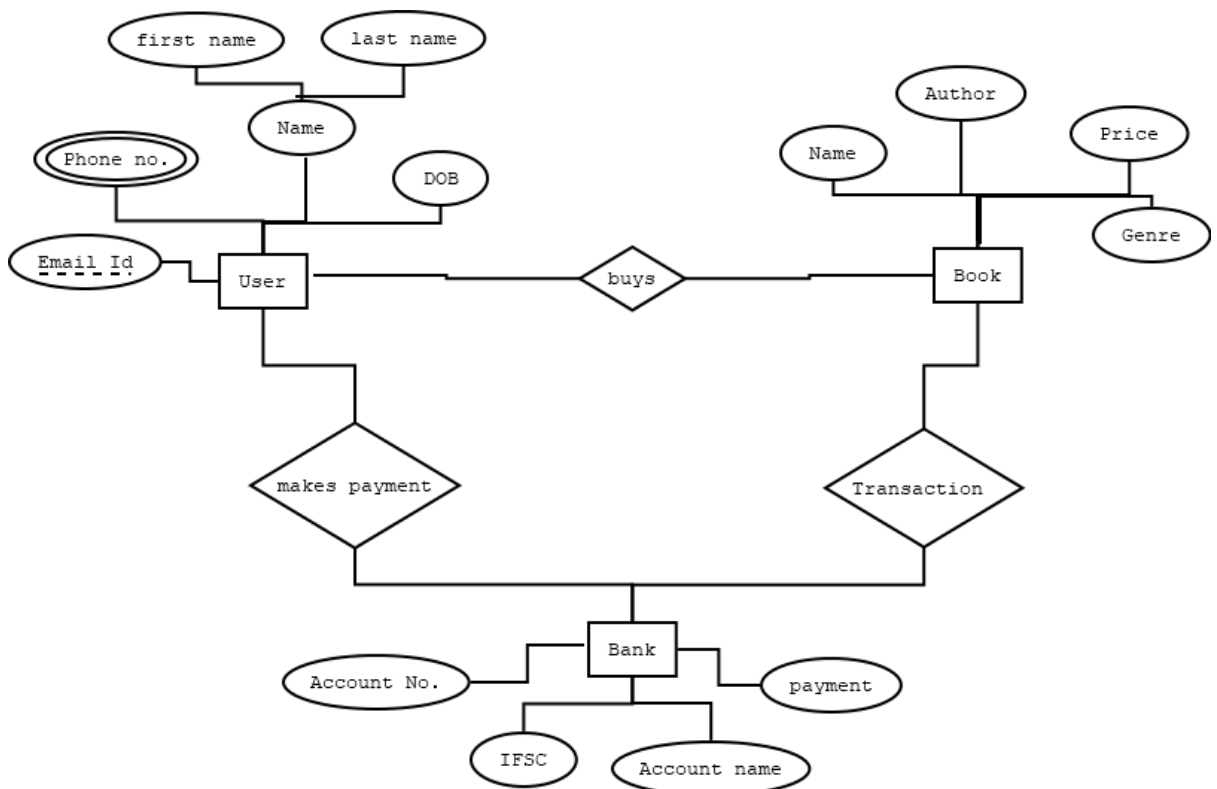 first name
last name
Name
Phone no.
DOB
Email Id
User
Author
Name
Price
Genre
buys
Book
makes payment
Transaction
Bank
Account No.
payment
IFSC
Account name